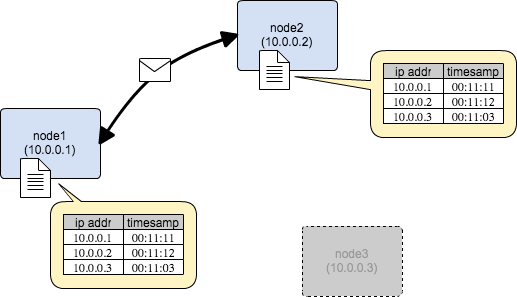 node2
(10.0.0.2)
ip addr timesamp
10.0.0.1 00:11:11
10.0.0.2 00:11:12
10.0.0.3 00:11:03
node1
(10.0.0.1)
ip addr timesamp
10.0.0.1 00:11:11
10.0.0.2 00:11:12
10.0.0.3 00:11:03
node3
(10.0.0.3)